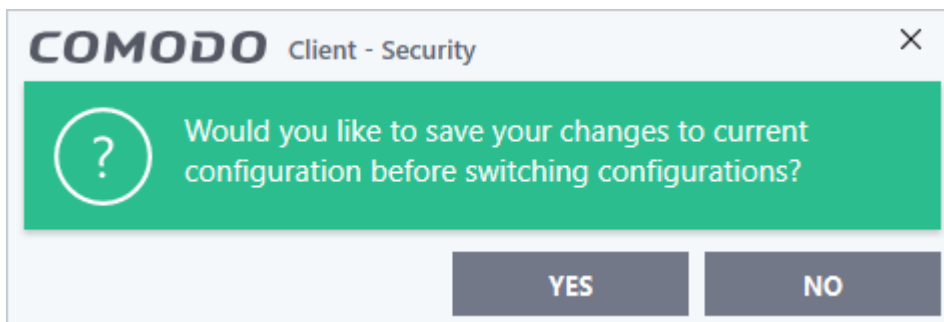 COMODO Client - Security
?
Would you like to save your changes to current
configuration before switching configurations?
YES NO